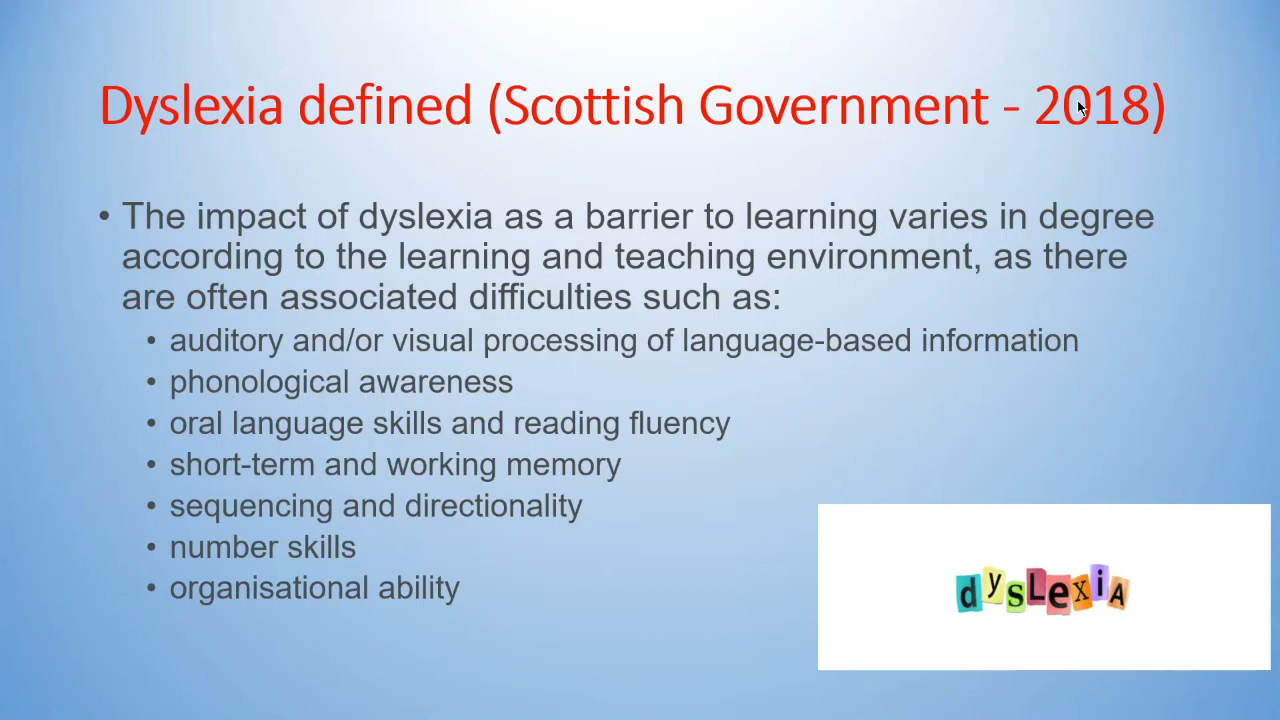 Dyslexia defined (Scottish Government - 2018)
• The impact of dyslexia as a barrier to learning varies in degree
according to the learning and teaching environment, as there
are often associated difficulties such as:
• auditory and/or visual processing of language-based information
• phonological awareness
• oral language skills and reading fluency
• short-term and working memory
• sequencing and directionality
• number skills
• organisational ability
dysLexiA